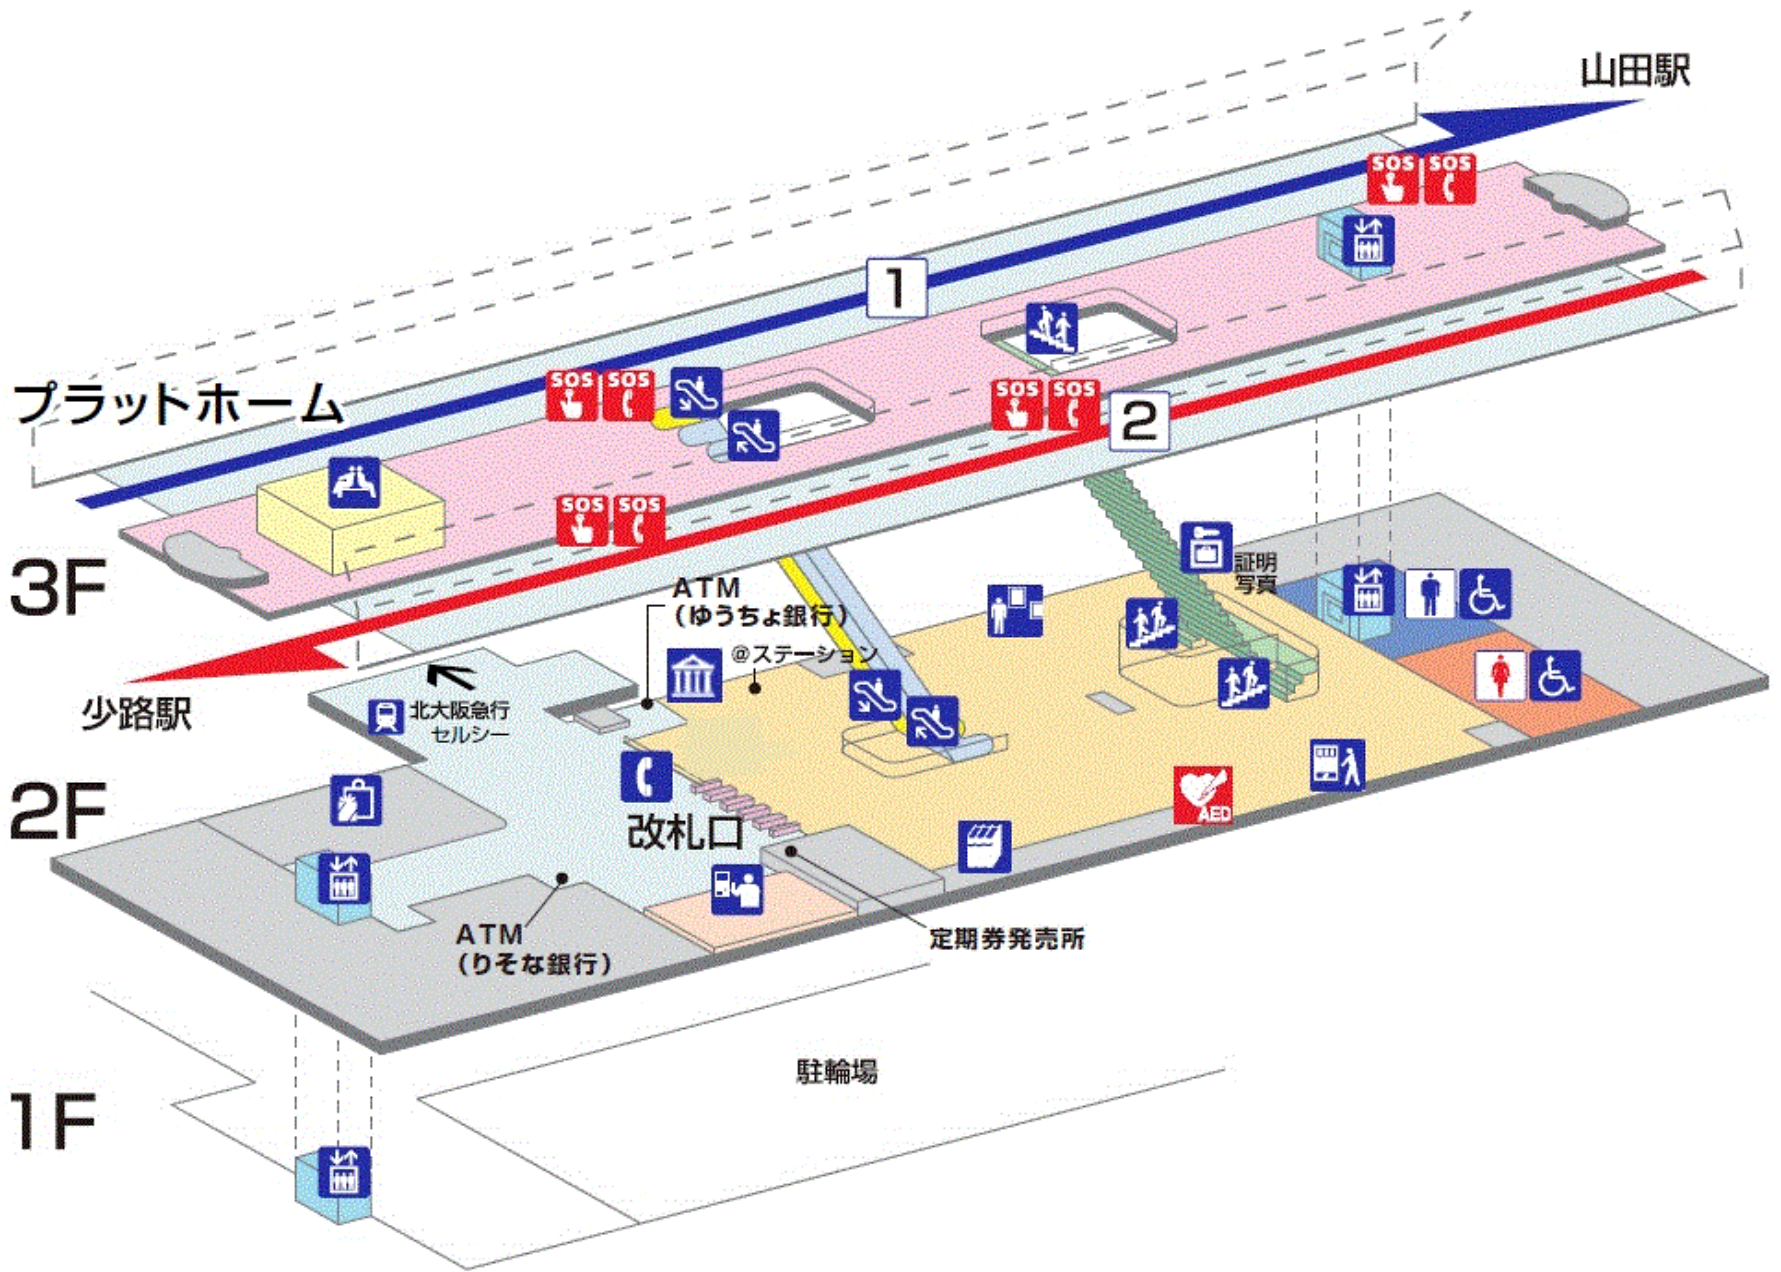 山田駅
SOS SOS
1
プラットホーム
SOS SOS
SOS SOS
2
SOS SOS
3F
少路駅
ATM
(ゆうちょ銀行)
@ステーション
証明
写真
北大阪急行
セルシー
2F
改札口
AED
ATM
(りそな銀行)
定期券発売所
1F
駐輪場